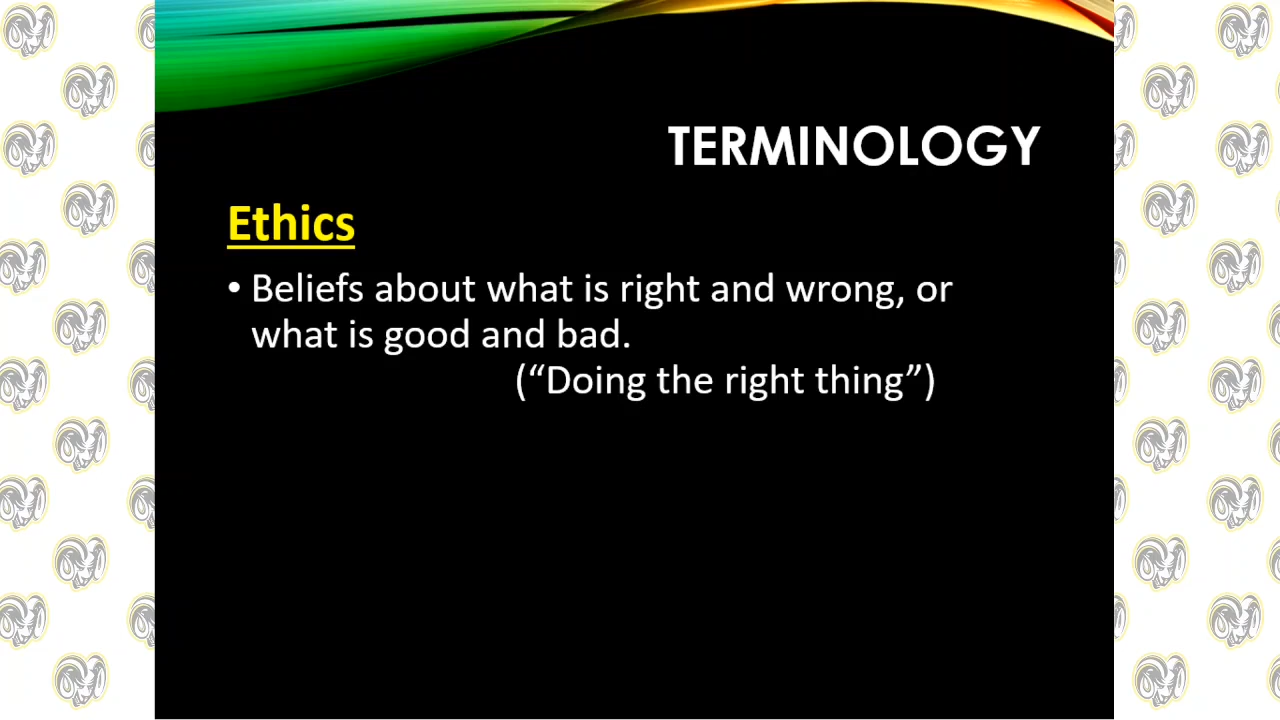 TERMINOLOGY
Ethics
• Beliefs about what is right and wrong, or
what is good and bad.
(“Doing the right thing”)